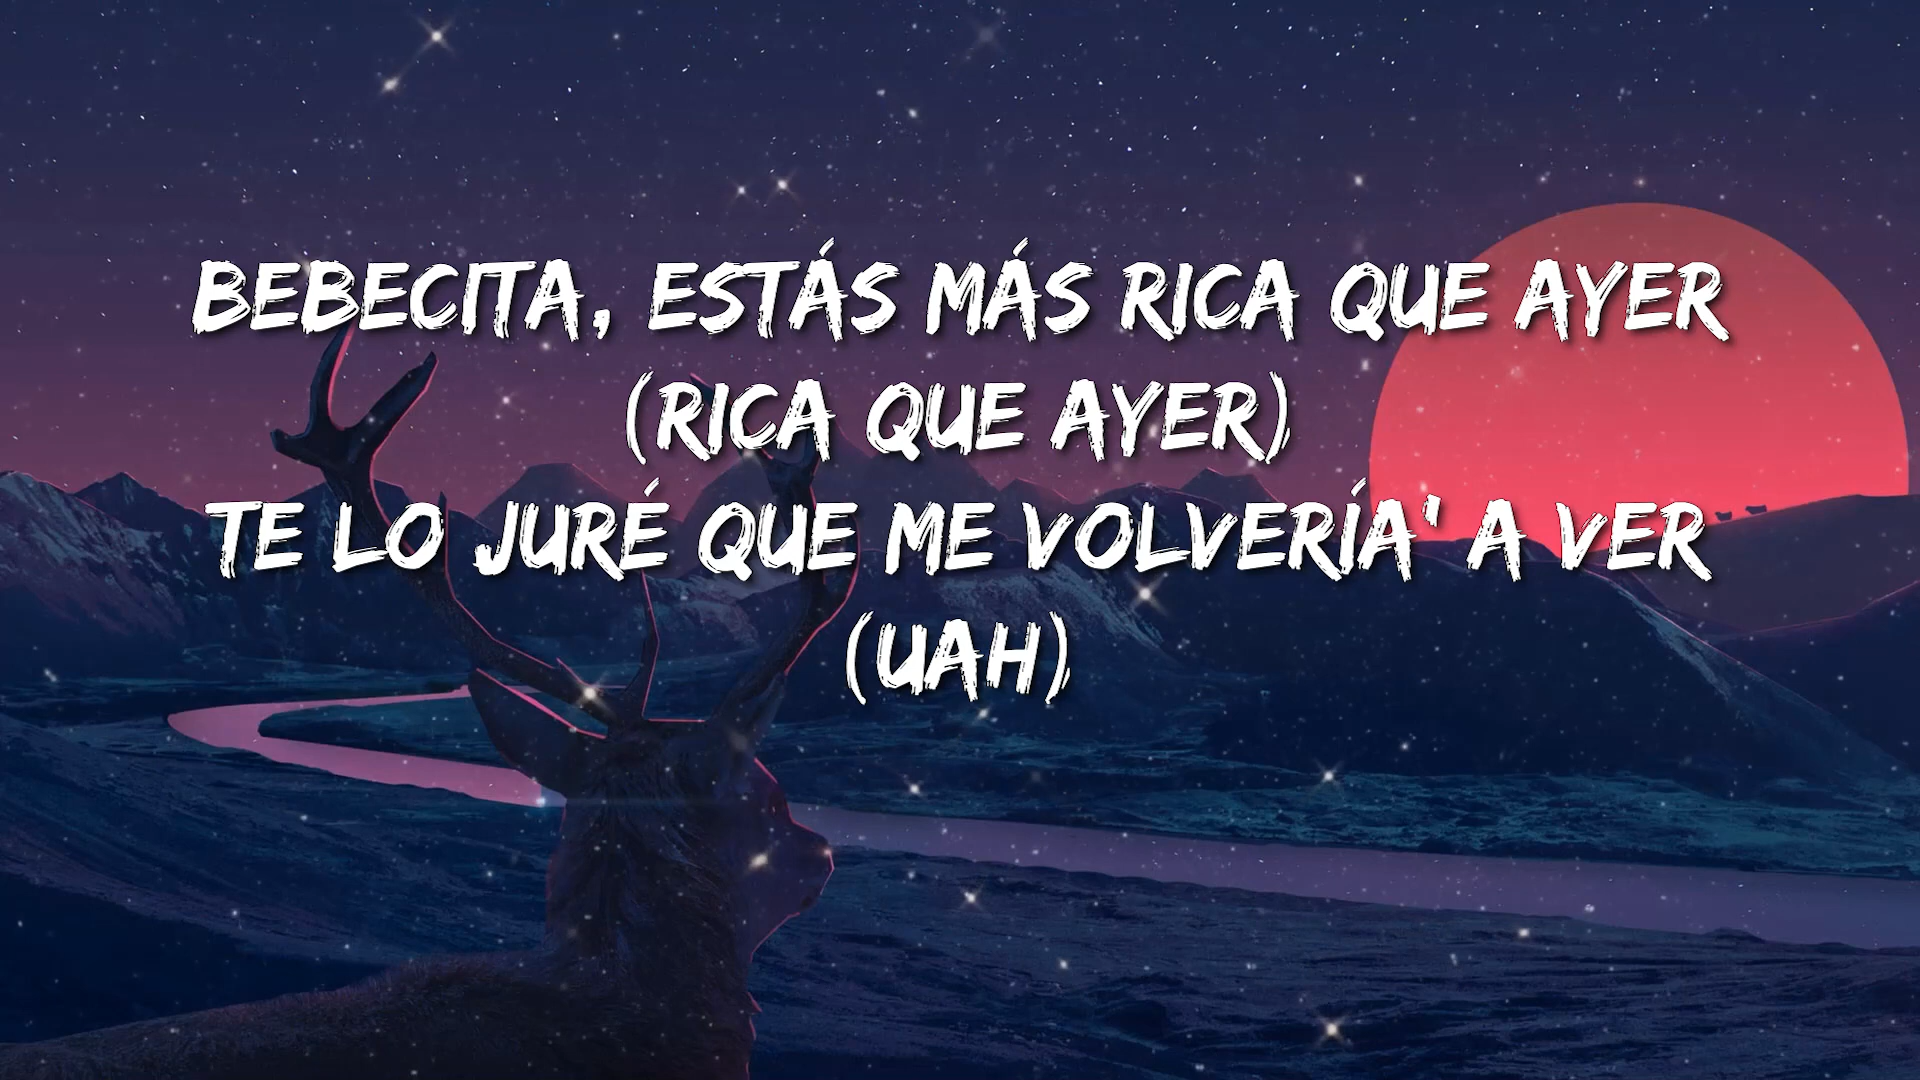 BEBECITA, ESTÁS MÁS RICA QUE AYER
(RICA QUE AYER)
TE LO JURÉ QUE ME VOLVERÍA' A VER
(UAH)